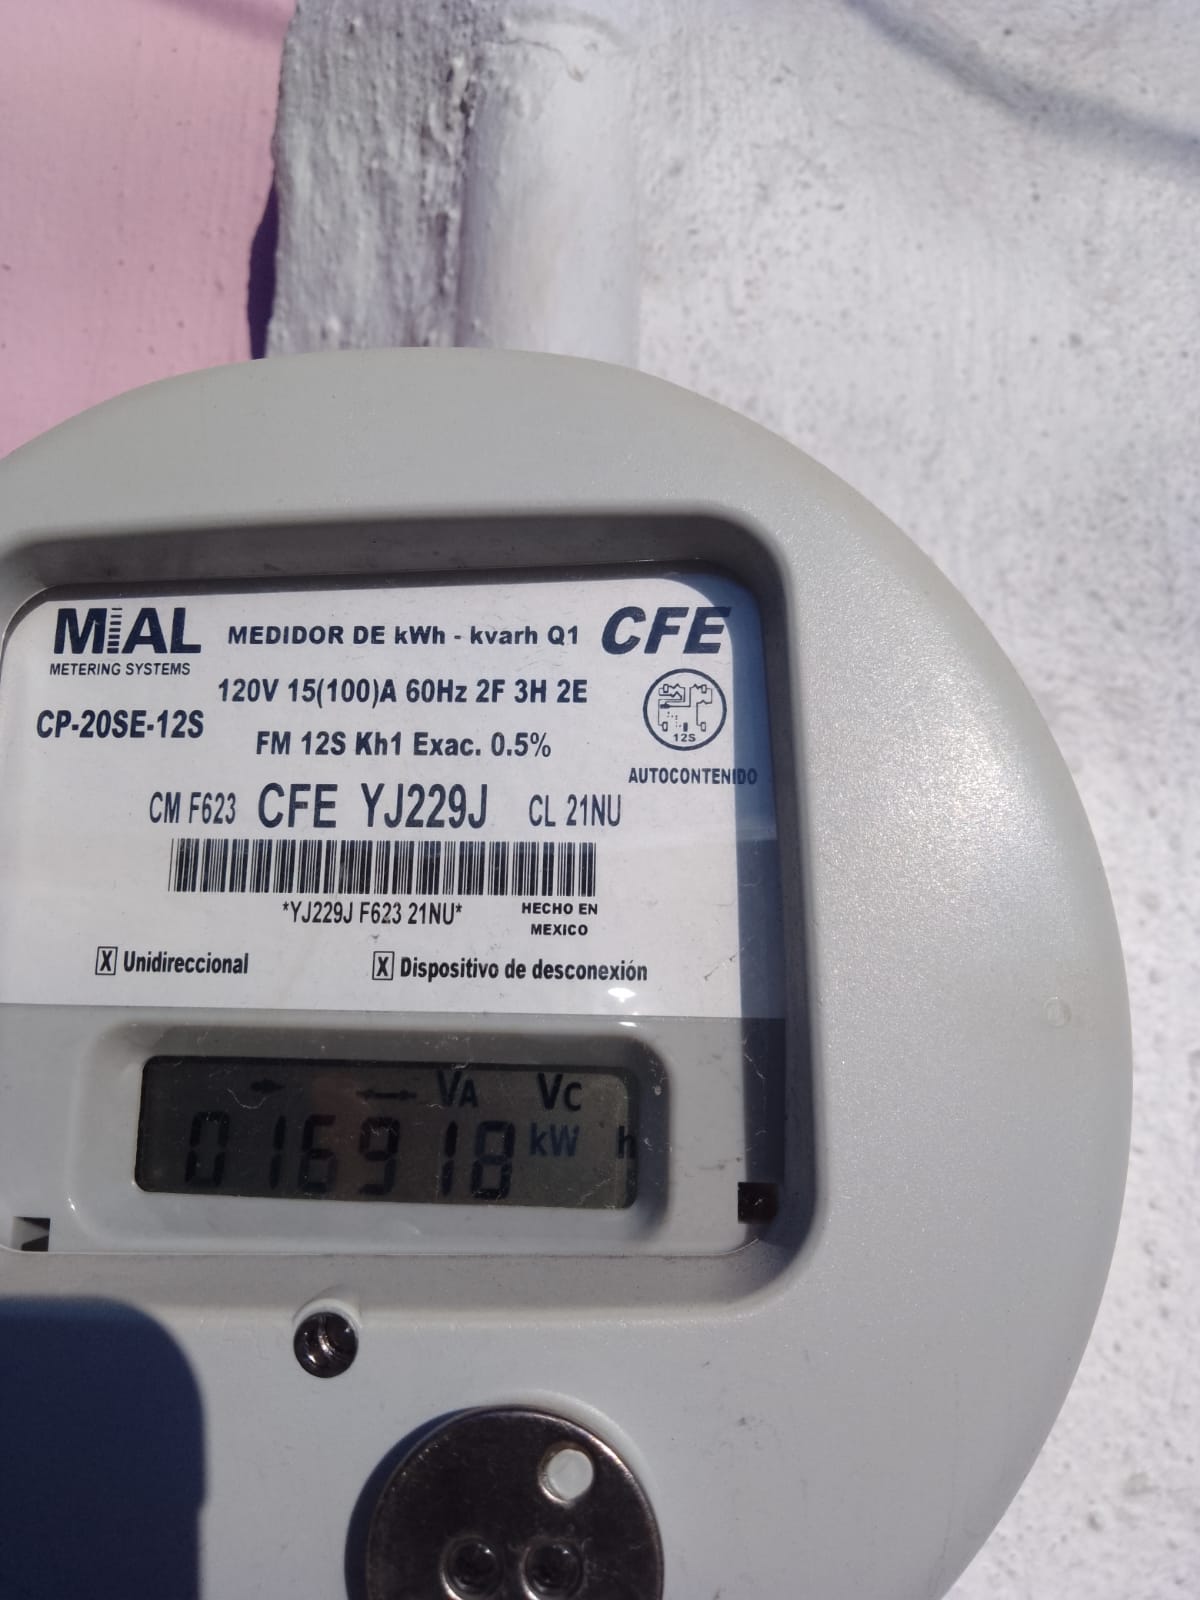 MIAL
METERING SYSTEMS
MEDIDOR DE kWh - kvarh Q1
CFE
120V 15(100)A 60Hz 2F 3H 2E
CP-20SE-12S
FM 12S Kh1 Exac. 0.5%
12S
AUTOCONTENIDO
CM F623 CFE YJ229J CL 21NU
*YJ229J F623 21NU*
HECHO EN
MEXICO
X Unidireccional
X Dispositivo de desconexión
VA VC
016918 kW h